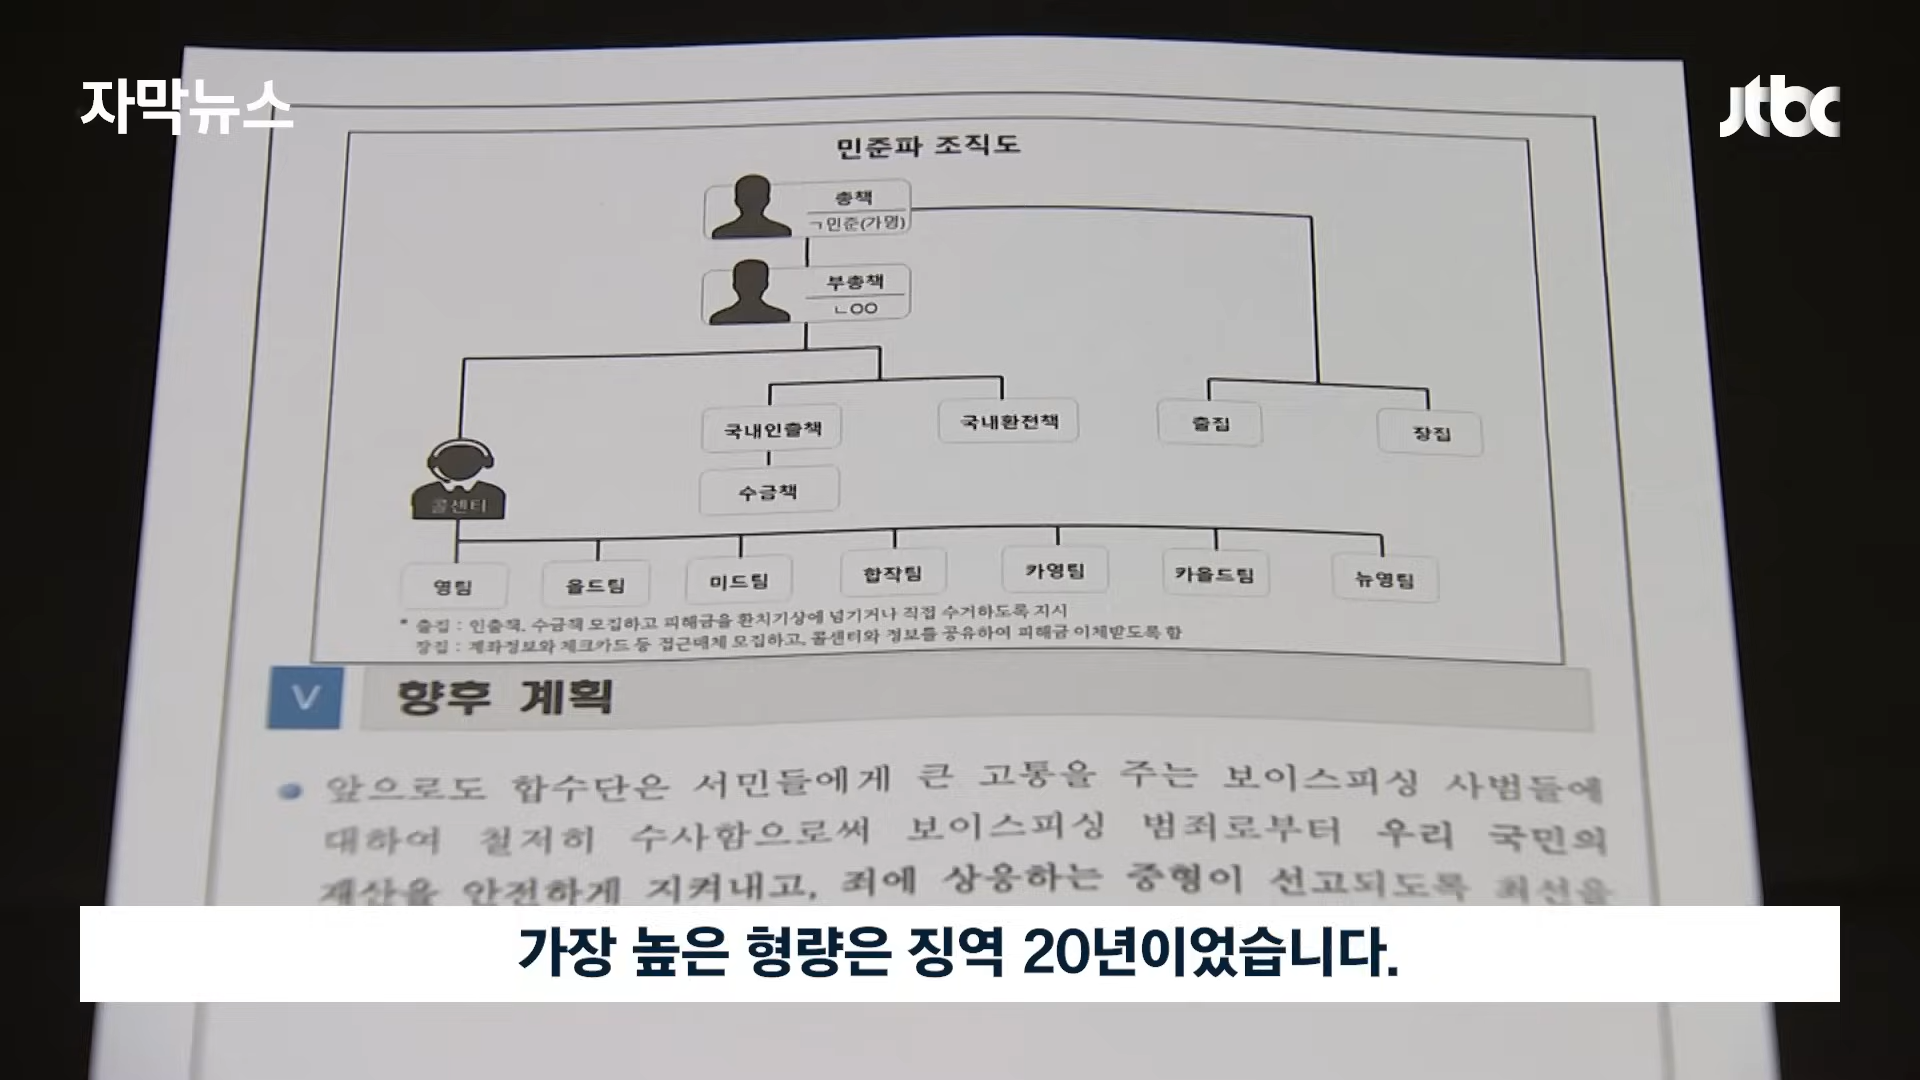 자막뉴스
jtbc
민준파 조직도
총책
ㄱ민준(가명)
부총책
ㄴOO
국내인출책
국내환전책
출집
장집
수금책
콜센터
영팀
올드팀
미드팀
합작팀
카영팀
카올드팀
뉴영팀
* 출집 : 인출책, 수금책 모집하고 피해금을 환치기상에 넘기거나 직접 수거하도록 지시
장집 : 계좌정보와 체크카드 등 접근매체 모집하고, 콜센터와 정보를 공유하여 피해금 이체받도록 함
V 향후 계획
앞으로도 합수단은 서민들에게 큰 고통을 주는 보이스피싱 사범들에
대하여 철저히 수사함으로써 보이스피싱 범죄로부터 우리 국민의
재산을 안전하게 지켜내고, 죄에 상응하는 중형이 선고되도록 최선을
가장 높은 형량은 징역 20년이었습니다.